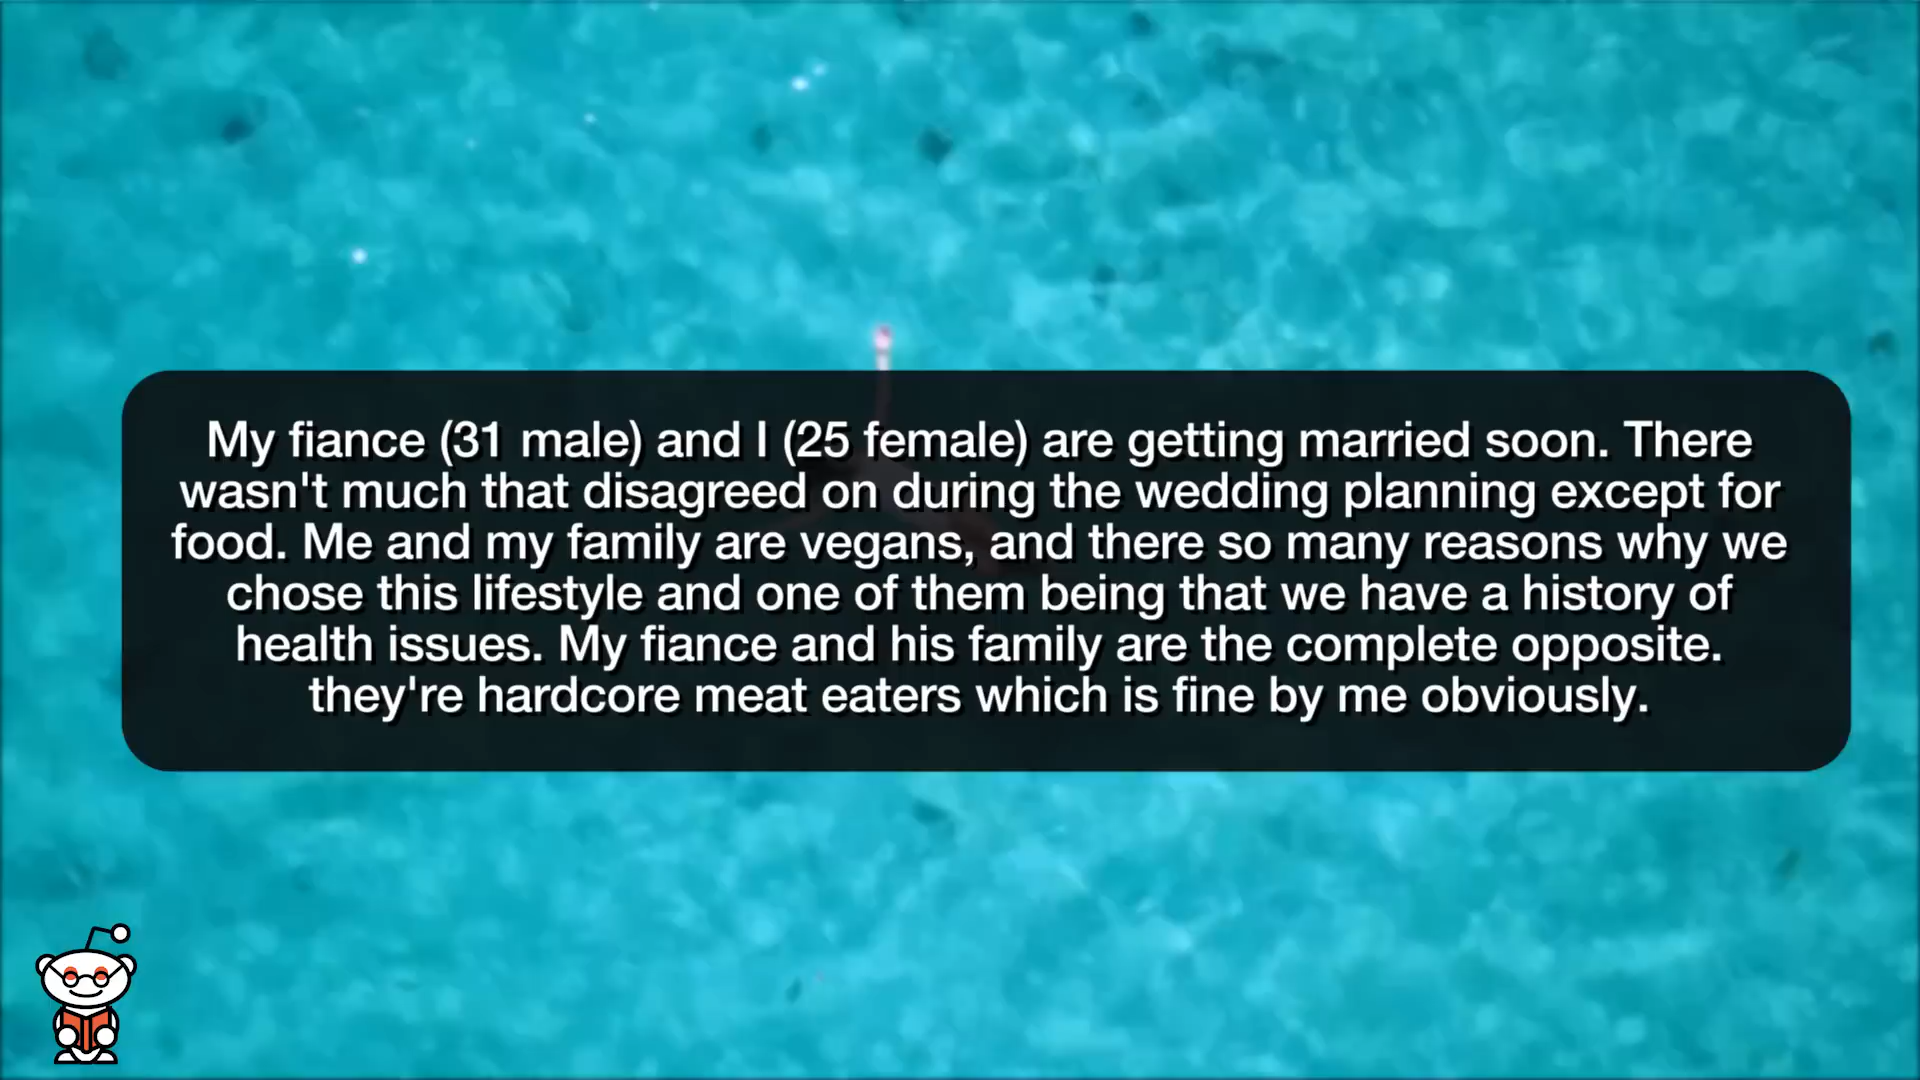 My fiance (31 male) and I (25 female) are getting married soon. There
wasn't much that disagreed on during the wedding planning except for
food. Me and my family are vegans, and there so many reasons why we
chose this lifestyle and one of them being that we have a history of
health issues. My fiance and his family are the complete opposite.
they're hardcore meat eaters which is fine by me obviously.